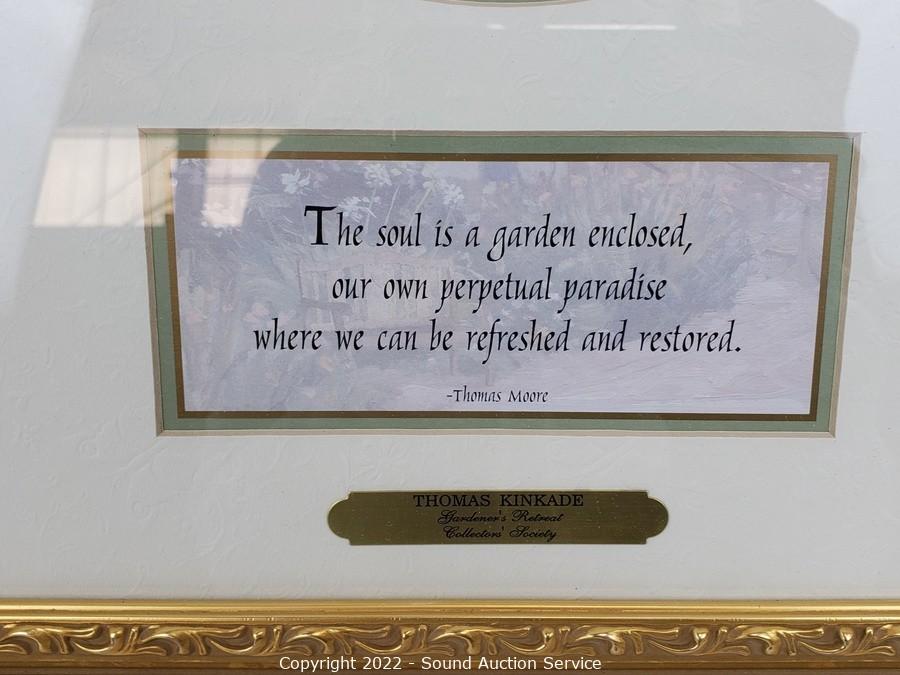 The soul is a garden enclosed,
our own perpetual paradise
where we can be refreshed and restored.
-Thomas Moore
THOMAS KINKADE
Gardener's Retreat
Collectors' Society
Copyright 2022 - Sound Auction Service